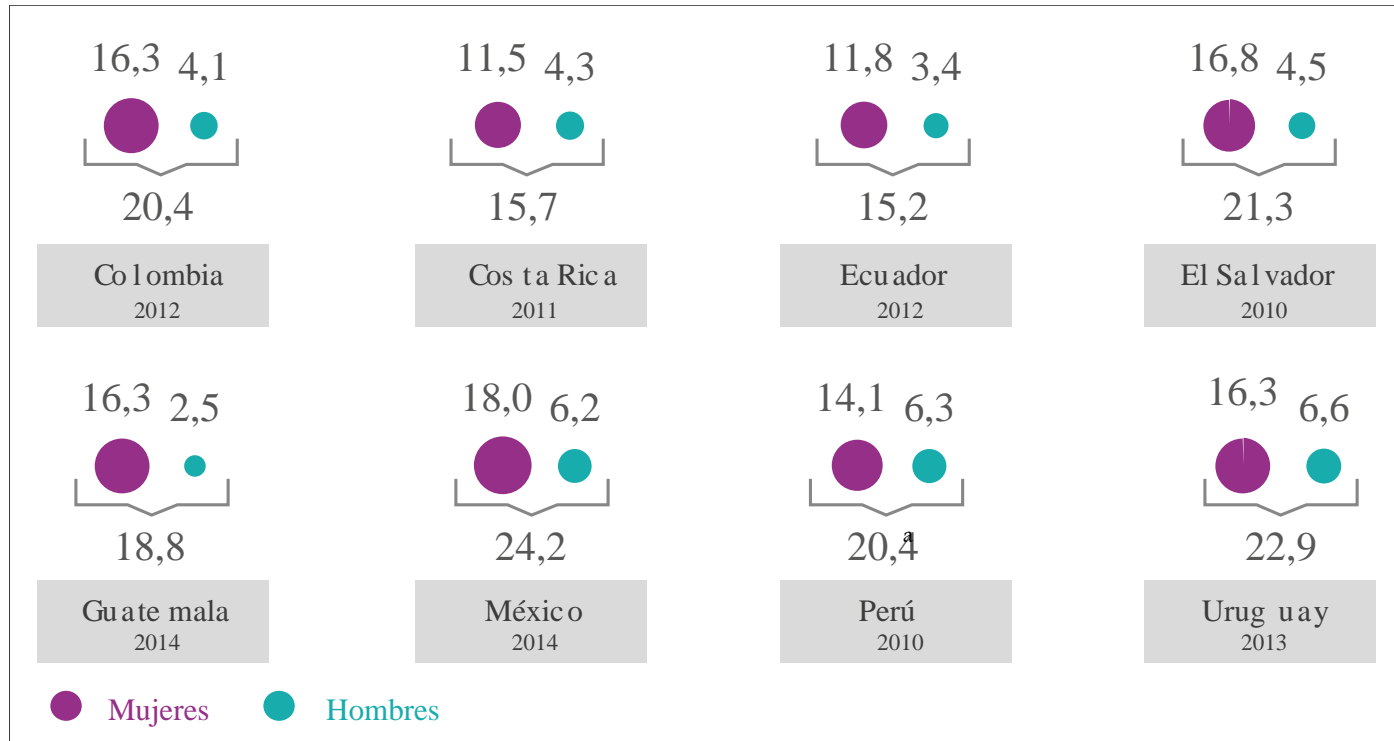 16,3 4,1
20,4
Colombia
2012
11,5 4,3
15,7
Costa Rica
2011
11,8 3,4
15,2
Ecuador
2012
16,8 4,5
21,3
El Salvador
2010
16,3 2,5
18,8
Guatemala
2014
18,0 6,2
24,2
México
2014
14,1 6,3
20,4 a
Perú
2010
16,3 6,6
22,9
Uruguay
2013
Mujeres Hombres